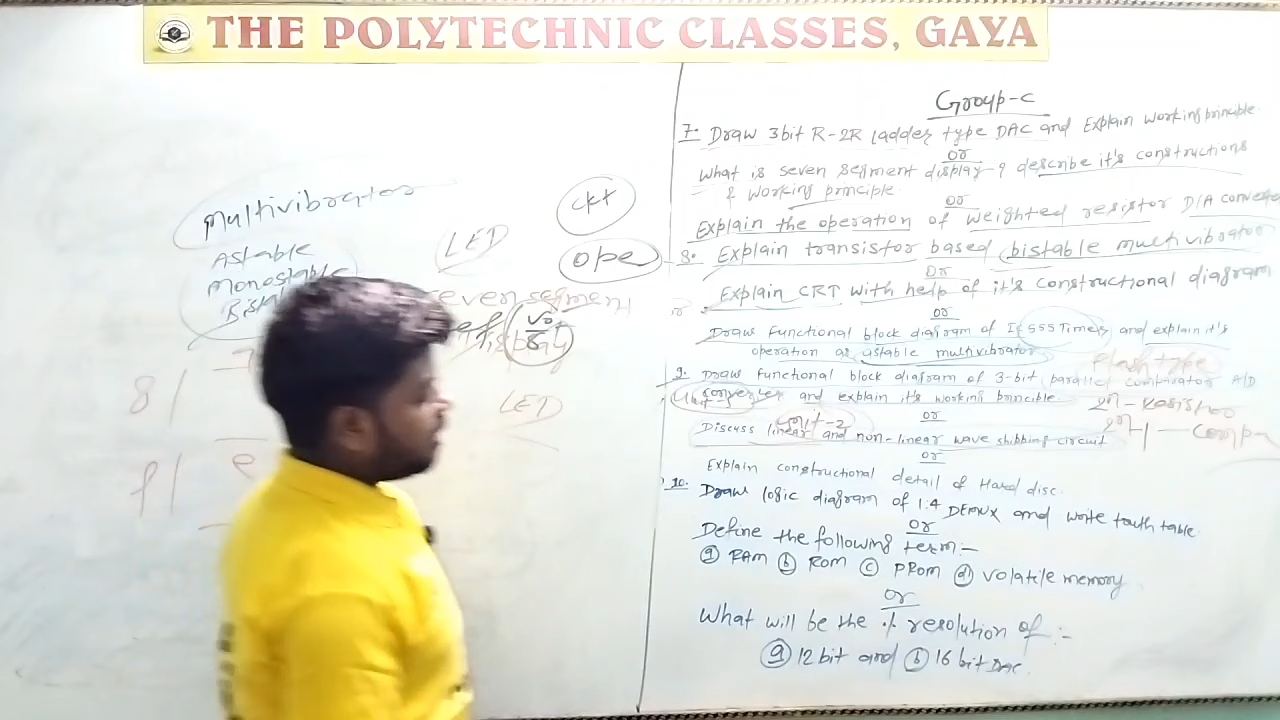 THE POLYTECHNIC CLASSES, GAYA
Multivibrator
Astable
Monostable
LED
ckt
ope
LED
8
Group-C
7. Draw 3bit R-2R ladder type DAC and Explain working principle.
or
What is seven segment display? describe it's constructions
& working principle.
or
Explain the operation of weighted resistor D/A converte
8. Explain transistor based bistable multivibrator
or
Explain CRT with help of it's constructional diagram
or
Draw functional block diagram of IC 555 Timer, and explain it's
operation as astable multivibrator
Flash type
9. Draw functional block diagram of 3-bit parallel comparator A/D
converter and explain it's working principle.
or
Unit-2
Discuss linear and non-linear wave shipping circuit
or
Explain constructional detail of Hard disc.
10. Draw logic diagram of 1:4 DEMUX and write truth table.
or
Define the following term:-
(a) RAM (b) ROM (c) PROM (d) volatile memory
or
What will be the % resolution of :-
(a) 12 bit and (b) 16 bit DAC.